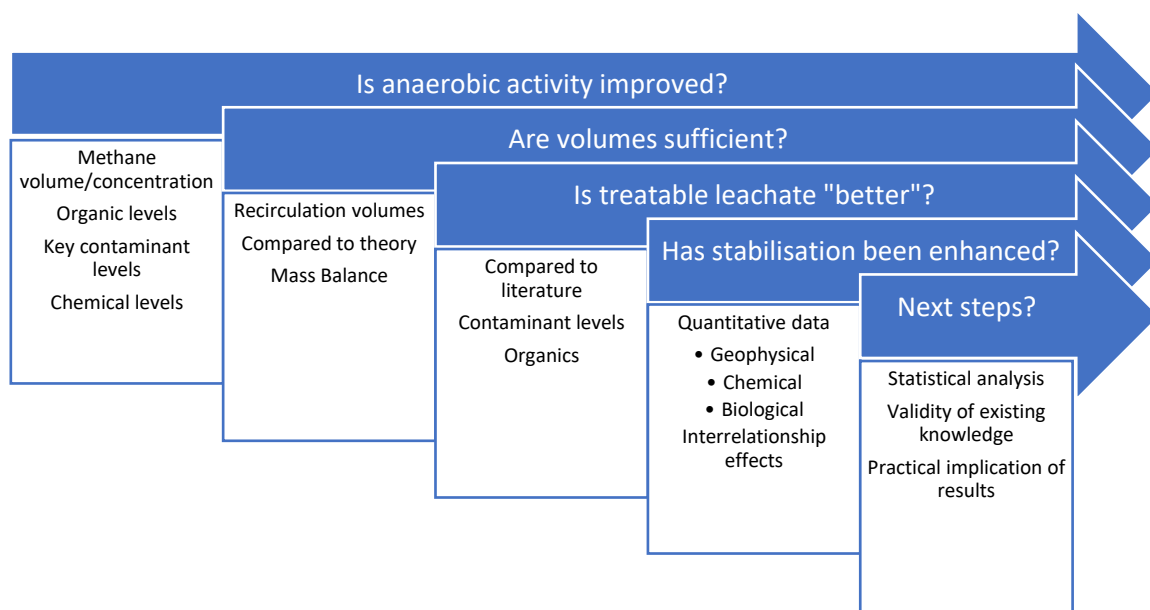 Is anaerobic activity improved?
Methane
volume/concentration
Organic levels
Key contaminant
levels
Chemical levels
Are volumes sufficient?
Recirculation volumes
Compared to theory
Mass Balance
Is treatable leachate "better"?
Compared to
literature
Contaminant levels
Organics
Has stabilisation been enhanced?
Quantitative data
• Geophysical
• Chemical
• Biological
Interrelationship
effects
Next steps?
Statistical analysis
Validity of existing
knowledge
Practical implication of
results